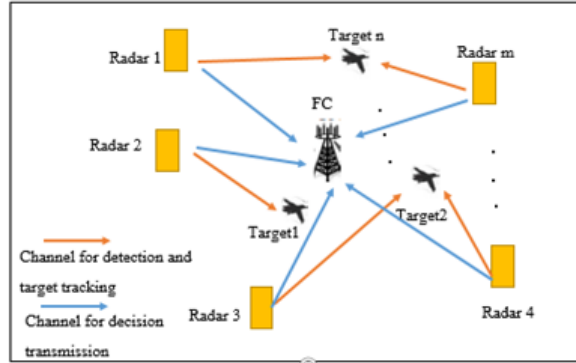 Target n
Radar 1
Radar m
FC
Radar 2
Target1
Target2
Channel for detection and
target tracking
Radar 3
Radar 4
Channel for decision
transmission